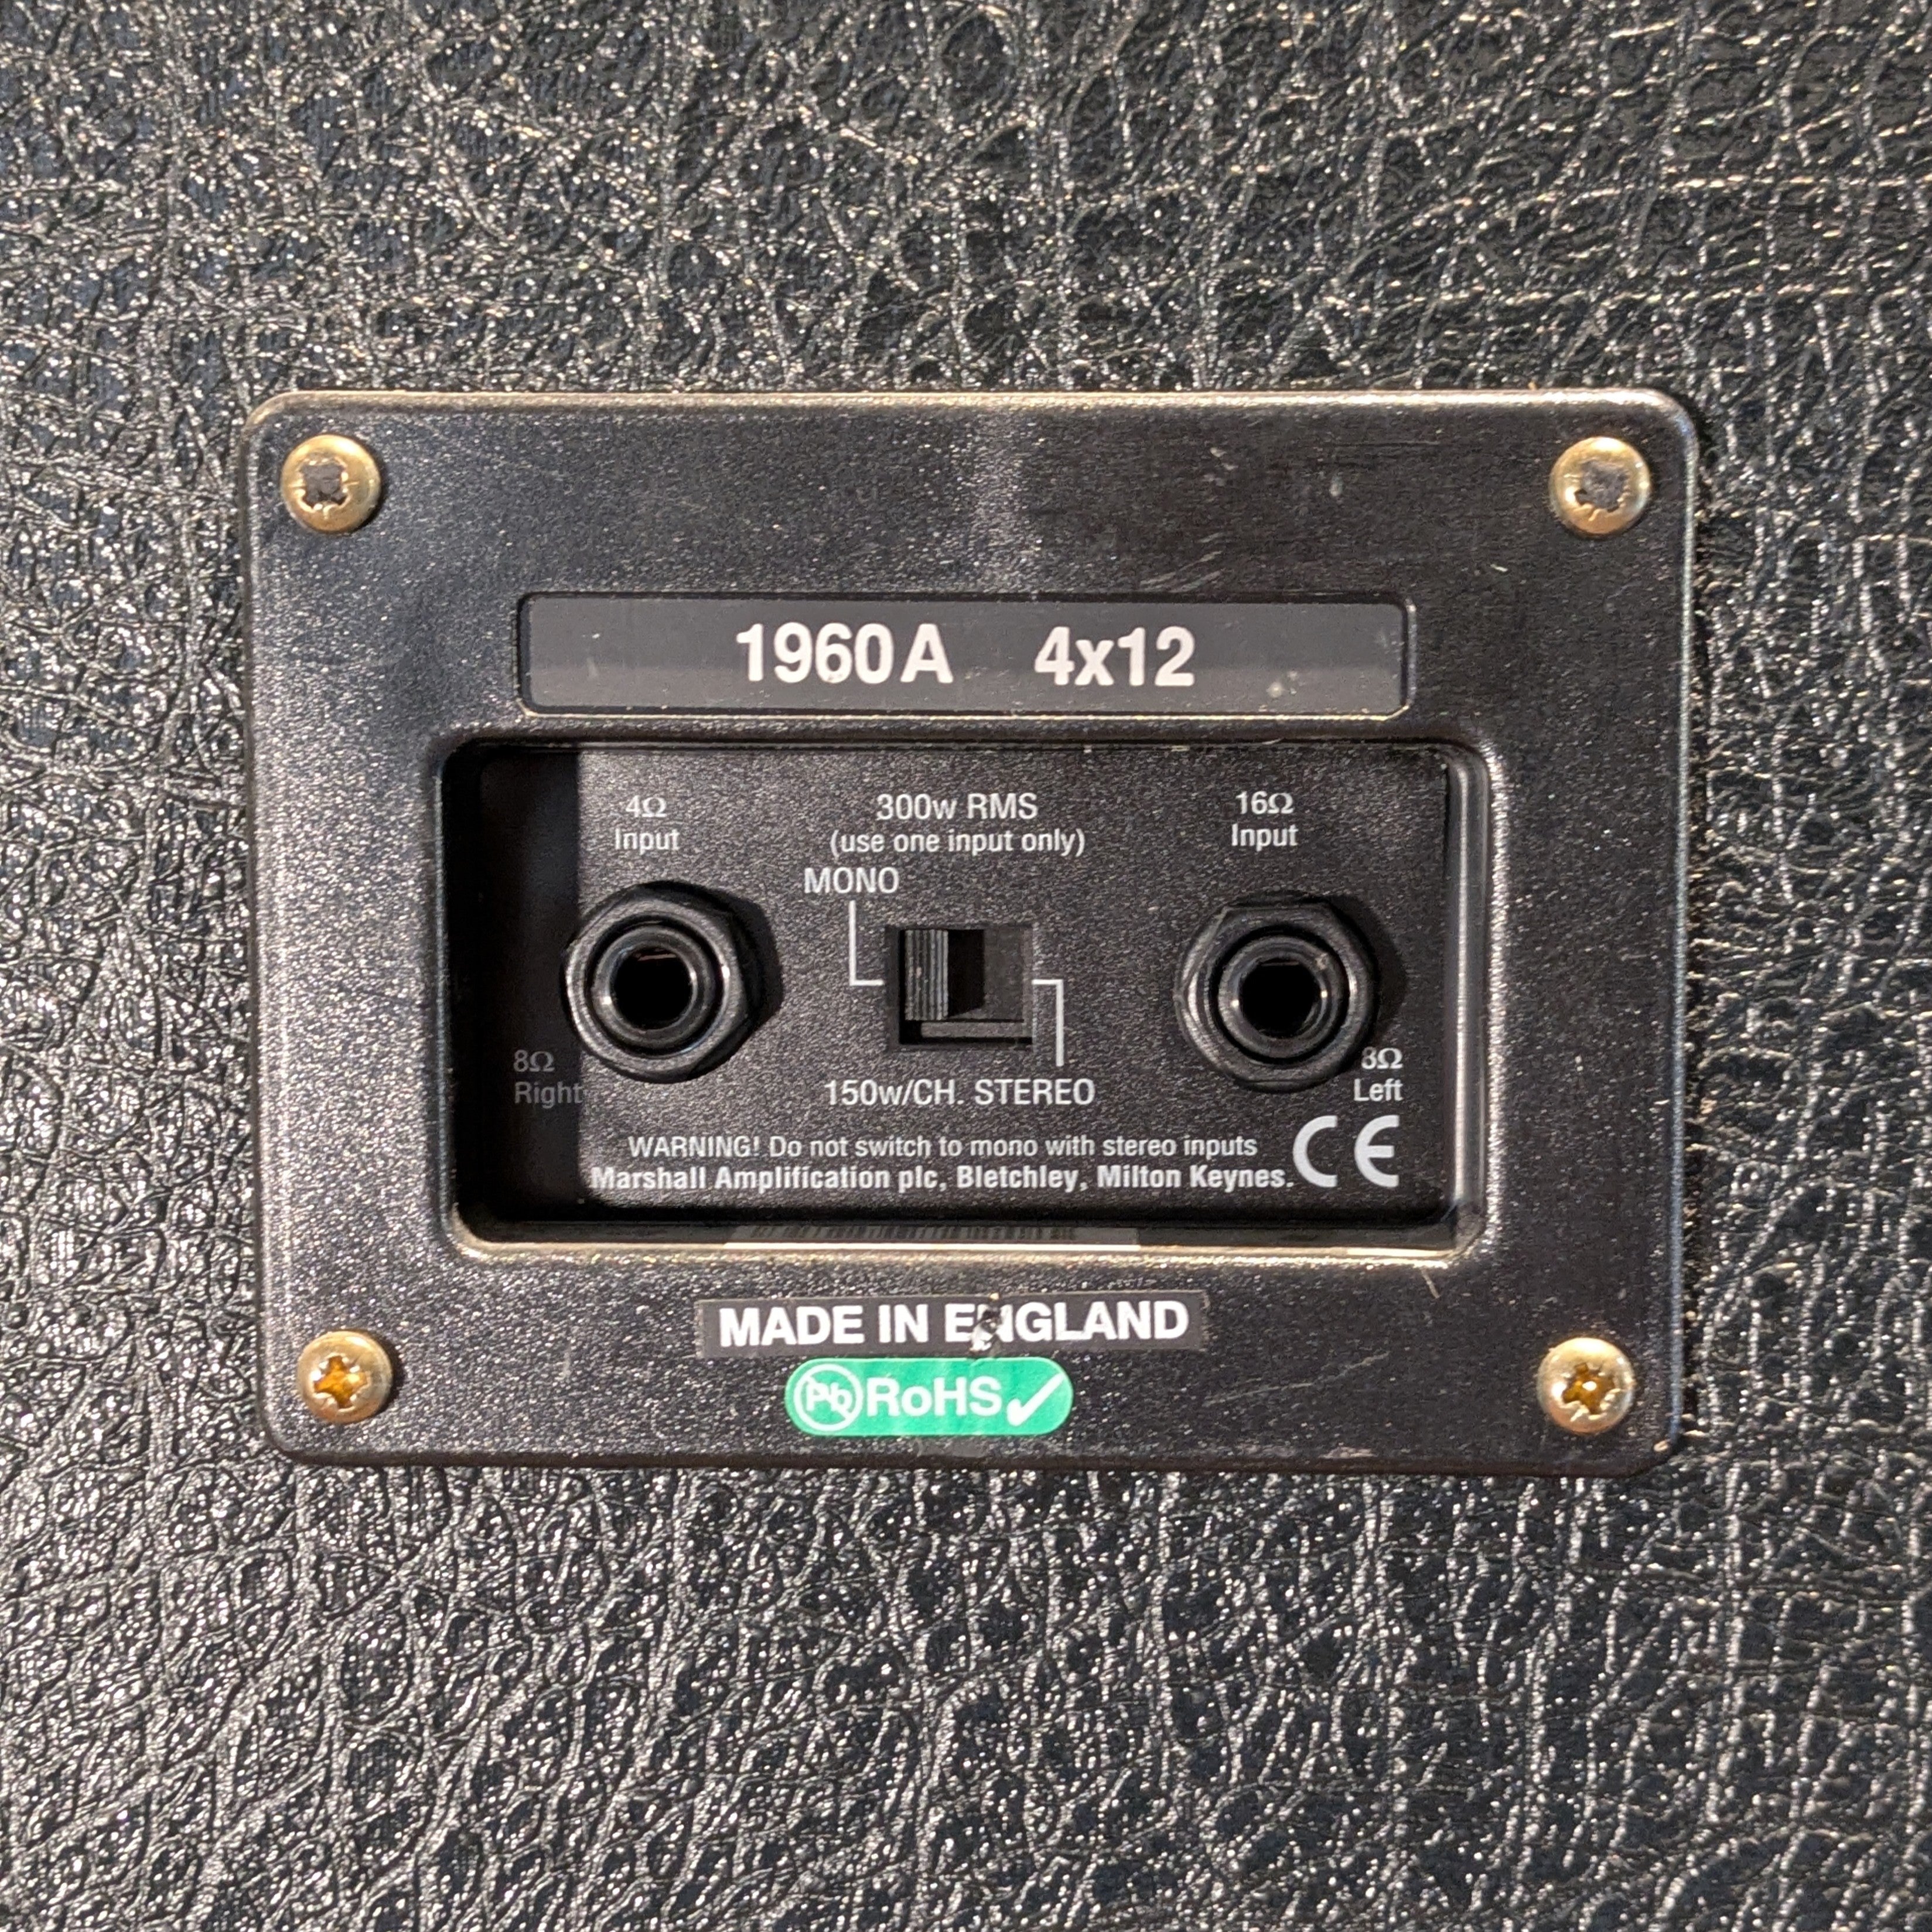 1960A 4x12
4Ω
Input
300w RMS
(use one input only)
MONO
16Ω
Input
8Ω
Right
150w/CH. STEREO
8Ω
Left
WARNING! Do not switch to mono with stereo inputs
Marshall Amplification plc, Bletchley, Milton Keynes.
CE
MADE IN ENGLAND
Pb RoHS